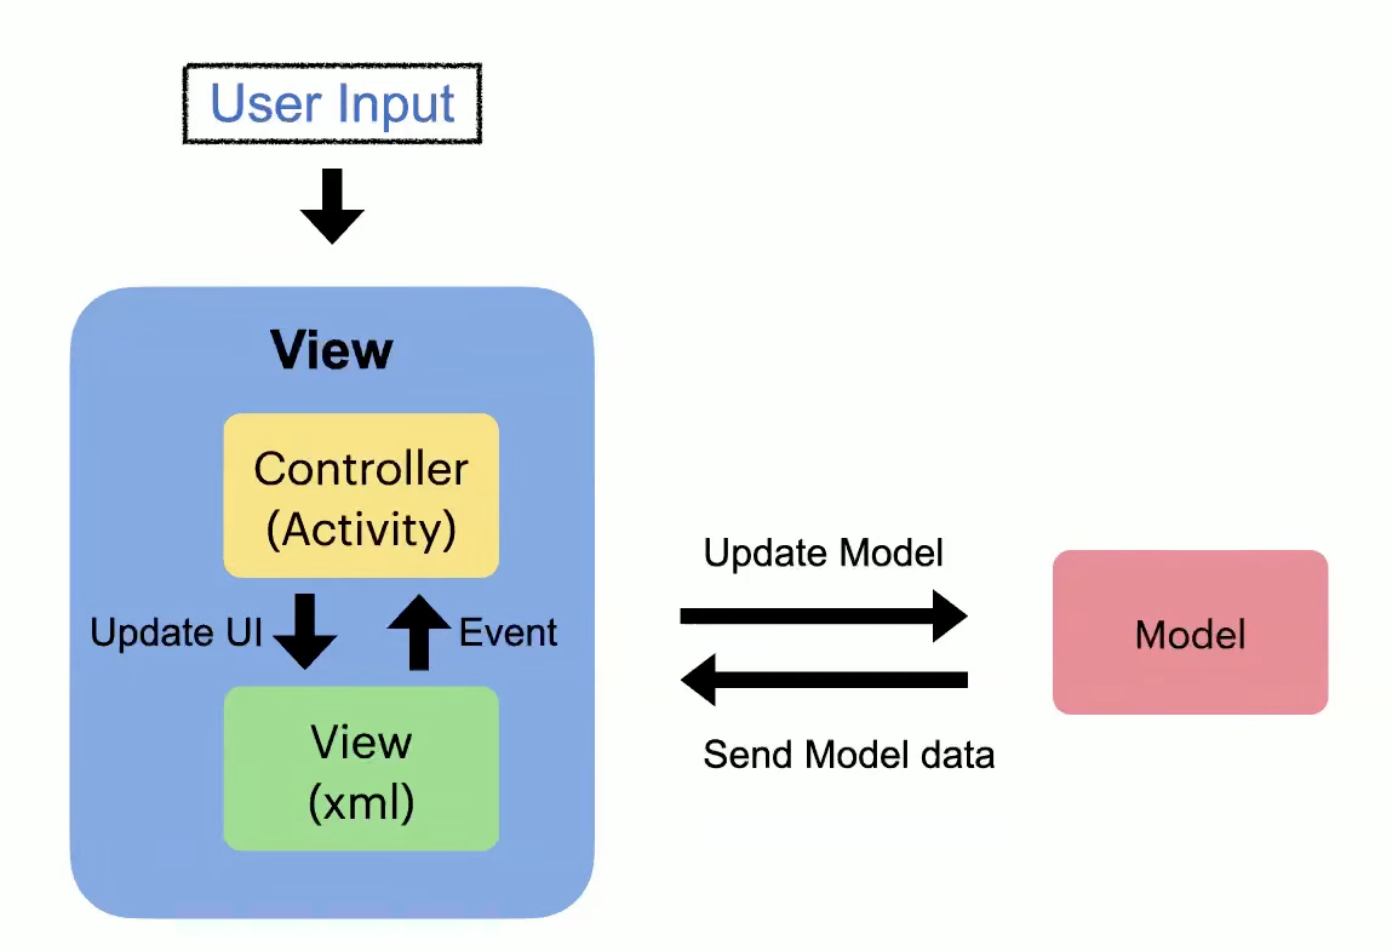 User Input
View
Controller
(Activity)
Update UI
Event
View
(xml)
Update Model
Send Model data
Model